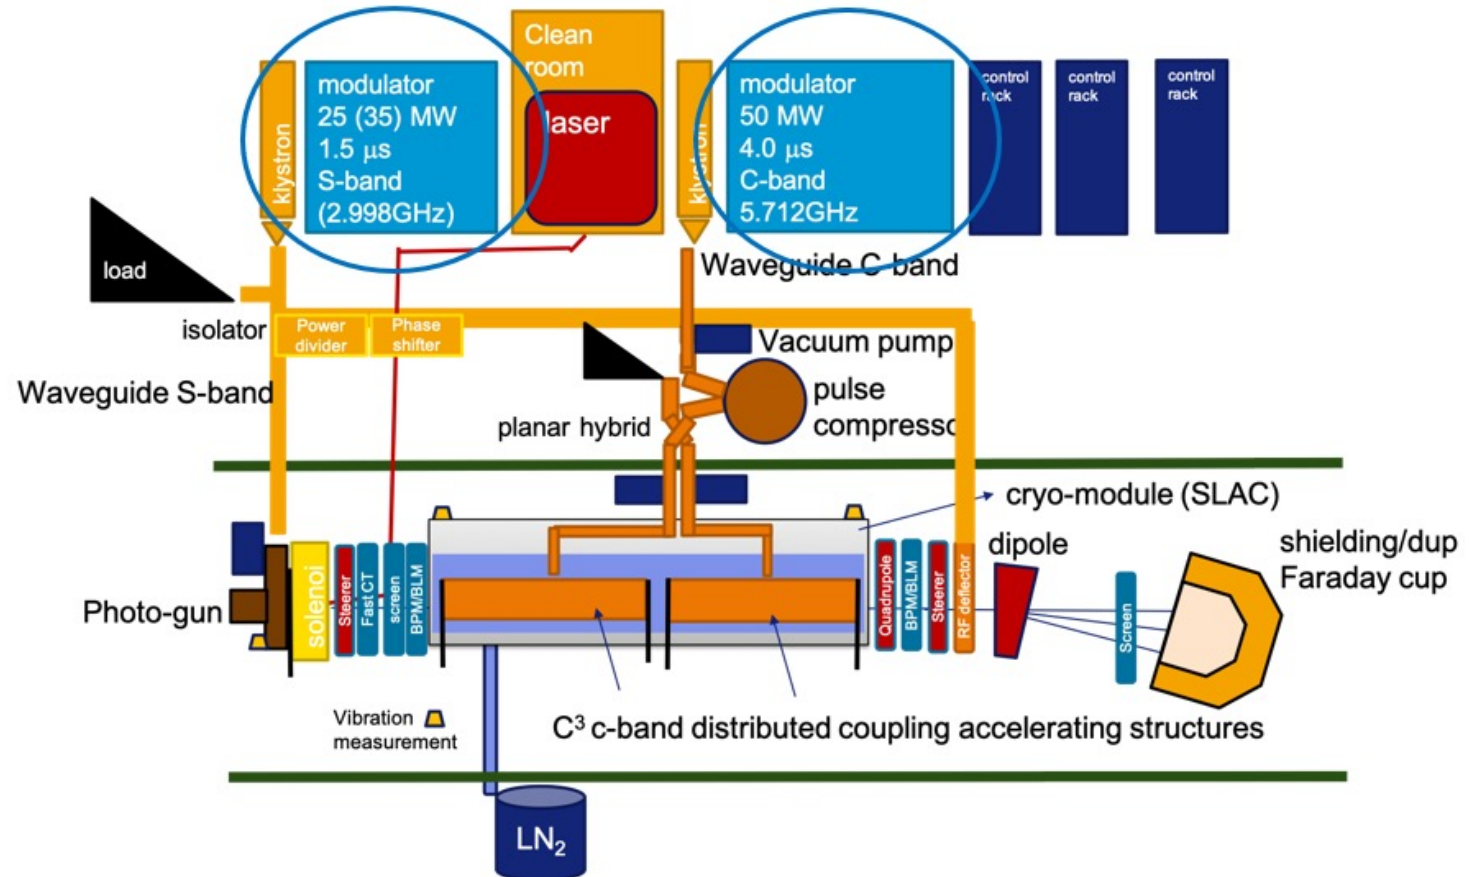 Clean
room
laser
klystron
modulator
25 (35) MW
1.5 μs
S-band
(2.998GHz)
klystron
modulator
50 MW
4.0 μs
C-band
5.712GHz
control
rack
control
rack
control
rack
load
Waveguide C-band
isolator
Power
divider
Phase
shifter
Vacuum pump
Waveguide S-band
pulse
compresso
planar hybrid
cryo-module (SLAC)
dipole
shielding/dup
Faraday cup
Photo-gun
solenoi
Steerer
Fast CT
screen
BPM/BLM
Quadrupole
BPM/BLM
Steerer
RF deflector
Screen
Vibration
measurement
C³ c-band distributed coupling accelerating structures
LN₂